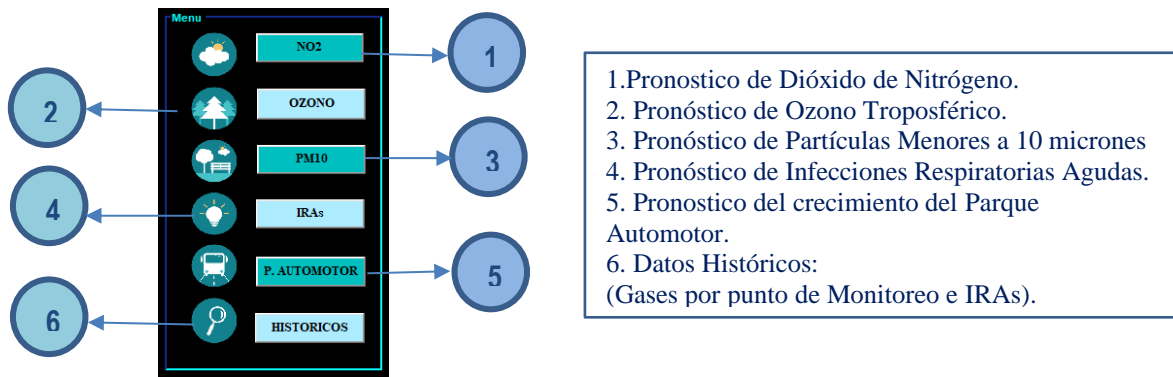 Menu
NO2
1
2
OZONO
PM10
3
4
IRAs
P. AUTOMOTOR
5
6
HISTORICOS
1.Pronostico de Dióxido de Nitrógeno.
2. Pronóstico de Ozono Troposférico.
3. Pronóstico de Partículas Menores a 10 micrones
4. Pronóstico de Infecciones Respiratorias Agudas.
5. Pronostico del crecimiento del Parque
Automotor.
6. Datos Históricos:
(Gases por punto de Monitoreo e IRAs).